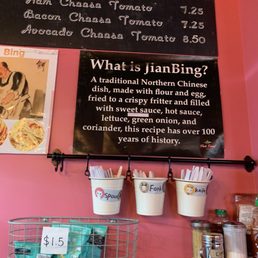 Ham Cheese Tomato 7.25
Bacon Cheese Tomato 7.25
Avocado Cheese Tomato 8.50
Bing
What is JianBing?
A traditional Northern Chinese
dish, made with flour and egg,
fried to a crispy fritter and filled
with sweet sauce, hot sauce,
lettuce, green onion, and
coriander, this recipe has over 100
years of history.
Spoon
Fork
$1.5